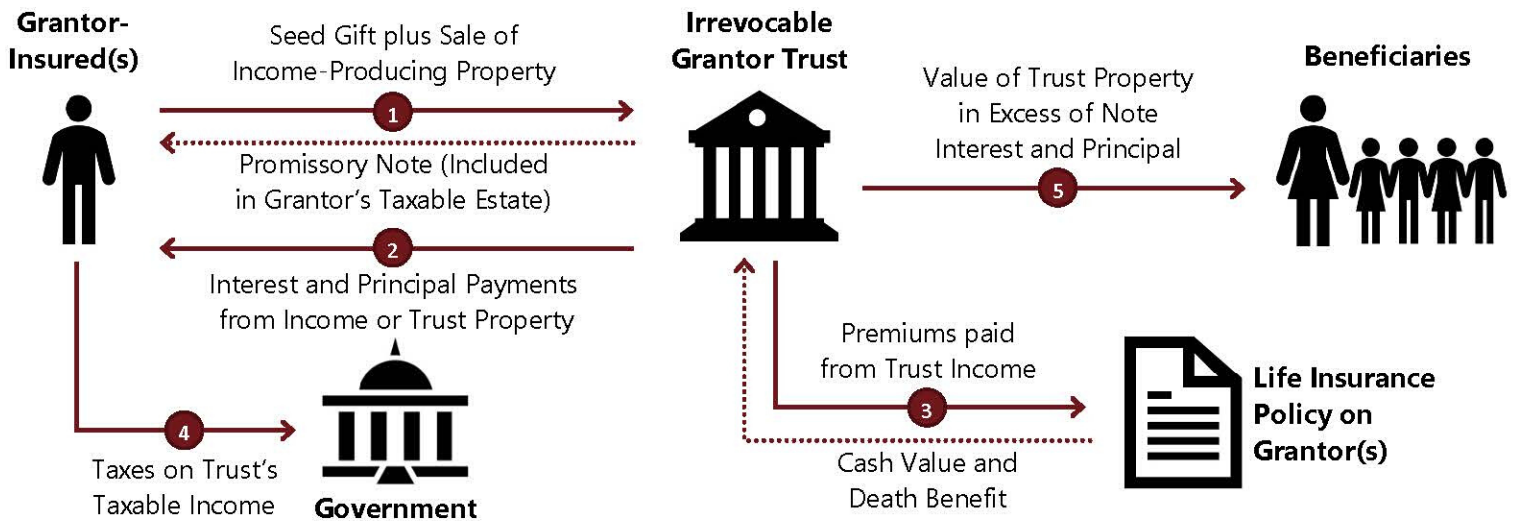 Grantor-
Insured(s)
Seed Gift plus Sale of
Income-Producing Property
1
Promissory Note (Included
in Grantor's Taxable Estate)
2
Interest and Principal Payments
from Income or Trust Property
4
Taxes on Trust's
Taxable Income
Government
Irrevocable
Grantor Trust
Value of Trust Property
in Excess of Note
Interest and Principal
5
Beneficiaries
Premiums paid
from Trust Income
3
Cash Value and
Death Benefit
Life Insurance
Policy on
Grantor(s)